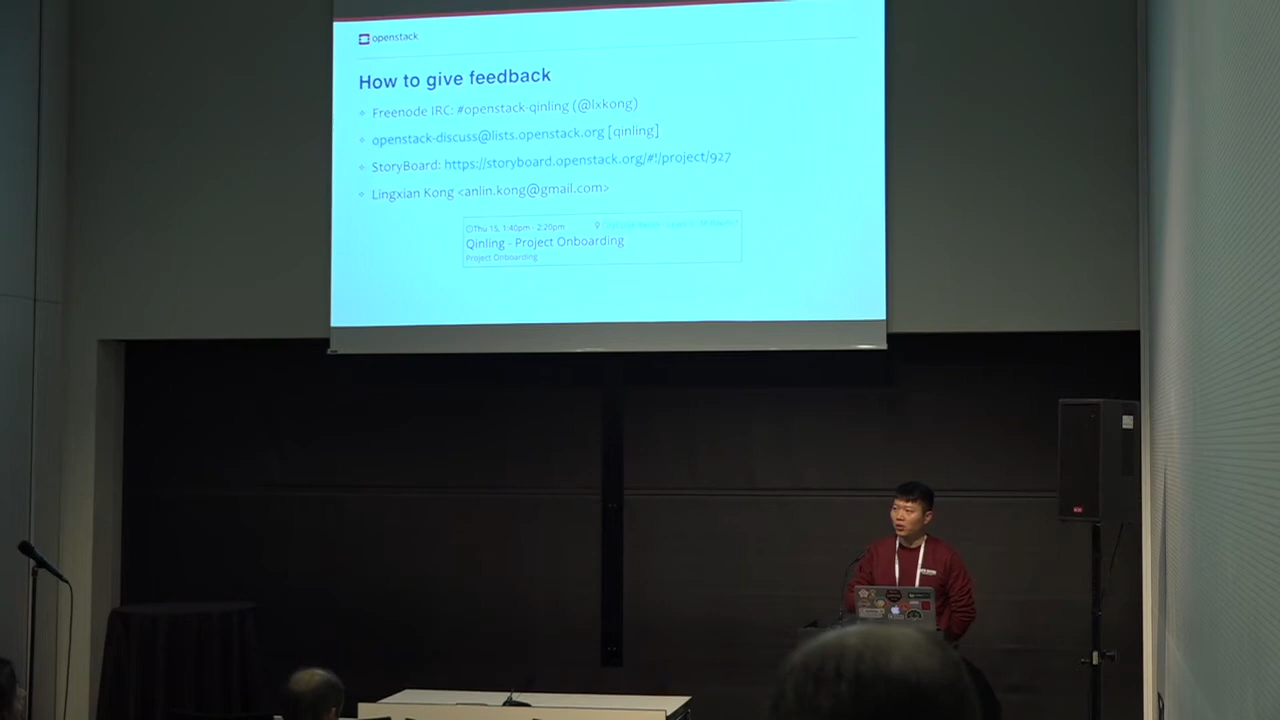 openstack
How to give feedback
Freenode IRC: #openstack-qinling (@lxkong)
openstack-discuss@lists.openstack.org [qinling]
StoryBoard: https://storyboard.openstack.org/#!/project/927
Lingxian Kong <anlin.kong@gmail.com>
Thu 15, 1:40pm - 2:20pm
Qinling - Project Onboarding
Project Onboarding